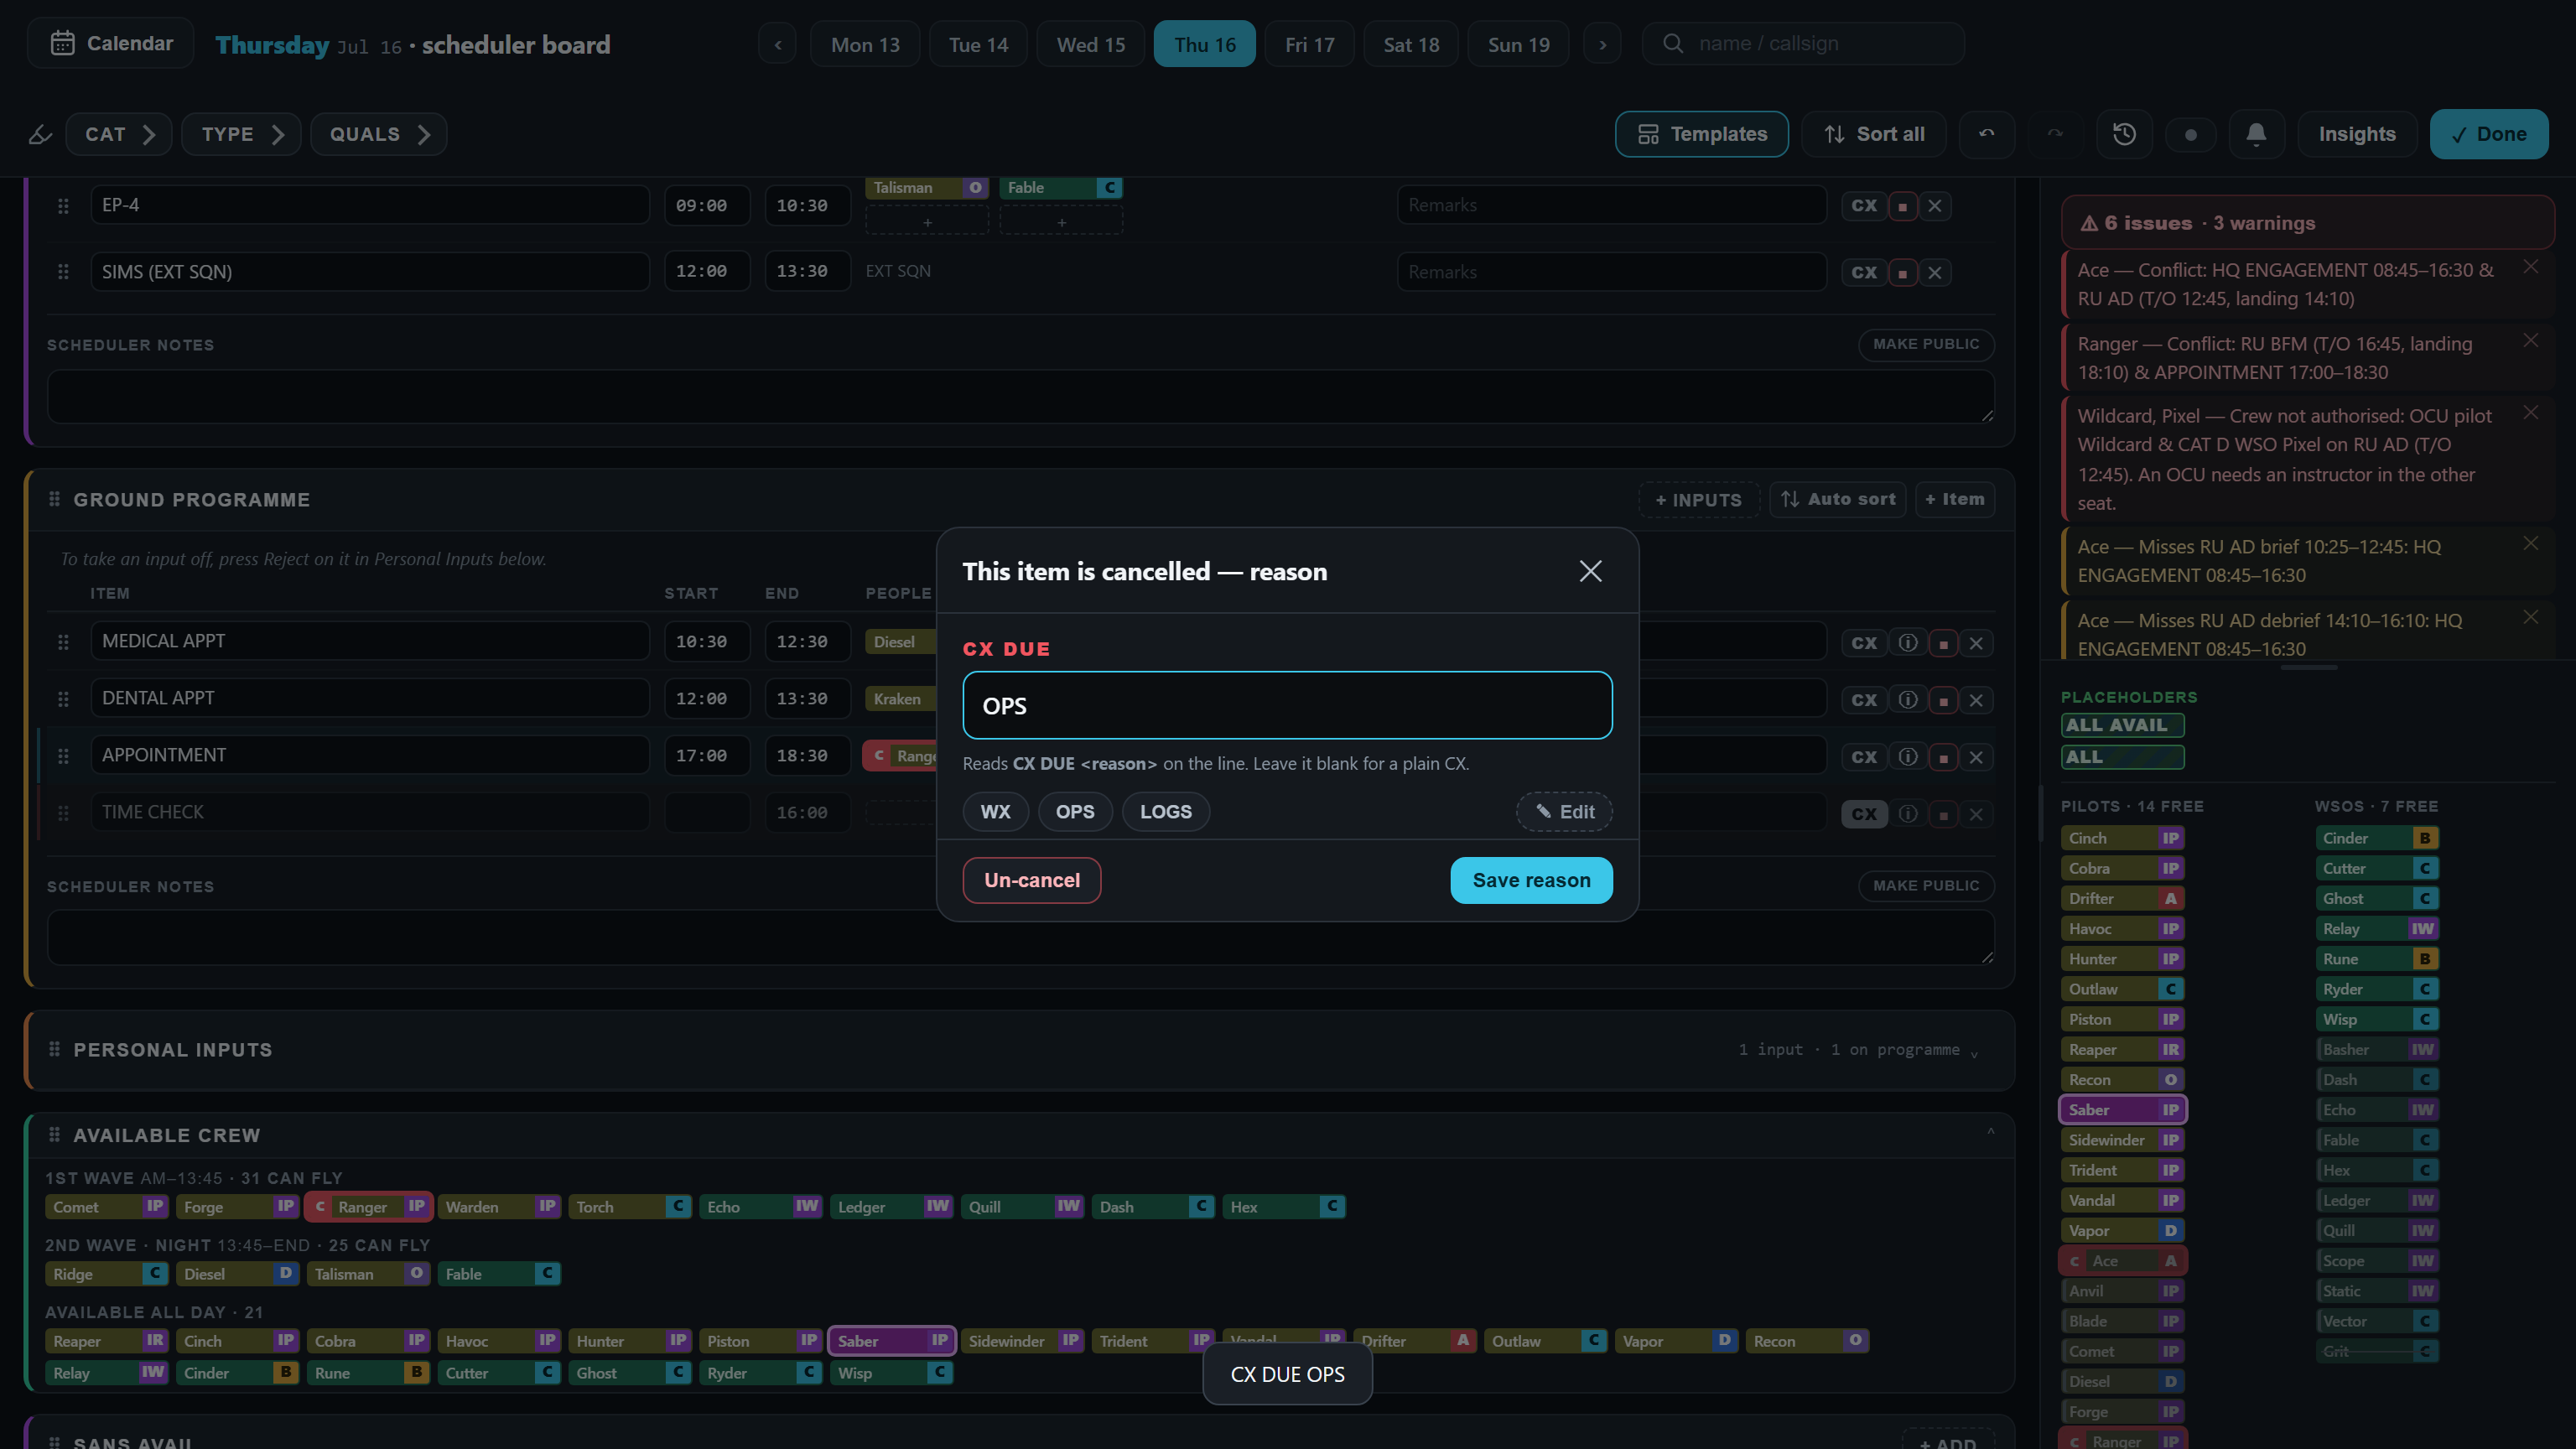 Calendar
Thursday Jul 16 • scheduler board
‹ Mon 13 Tue 14 Wed 15 Thu 16 Fri 17 Sat 18 Sun 19 ›
name / callsign
CAT TYPE QUALS
Templates Sort all Insights ✓ Done
Talisman O Fable C
EP-4 09:00 10:30 Remarks CX
+ +
SIMS (EXT SQN) 12:00 13:30 EXT SQN Remarks CX
SCHEDULER NOTES MAKE PUBLIC
GROUND PROGRAMME + INPUTS Auto sort + Item
To take an input off, press Reject on it in Personal Inputs below.
ITEM START END PEOPLE
MEDICAL APPT 10:30 12:30 Diesel CX
DENTAL APPT 12:00 13:30 Kraken CX
APPOINTMENT 17:00 18:30 C CX
TIME CHECK 16:00 CX
SCHEDULER NOTES MAKE PUBLIC
PERSONAL INPUTS 1 input · 1 on programme
AVAILABLE CREW
1ST WAVE AM–13:45 · 31 CAN FLY
Comet IP Forge IP C Ranger IP Warden IP Torch C Echo IW Ledger IW Quill IW Dash C Hex C
2ND WAVE · NIGHT 13:45–END · 25 CAN FLY
Ridge C Diesel D Talisman O Fable C
AVAILABLE ALL DAY · 21
Reaper IR Cinch IP Cobra IP Havoc IP Hunter IP Piston IP Saber IP Sidewinder IP Trident IP Vandal IP Drifter A Outlaw C Vapor D Recon O
Relay IW Cinder B Rune B Cutter C Ghost C Ryder C Wisp C
SANS AVAIL + ADD
This item is cancelled — reason
CX DUE
OPS
Reads CX DUE <reason> on the line. Leave it blank for a plain CX.
WX OPS LOGS Edit
Un-cancel Save reason
CX DUE OPS
6 issues · 3 warnings
Ace — Conflict: HQ ENGAGEMENT 08:45–16:30 &
RU AD (T/O 12:45, landing 14:10)
Ranger — Conflict: RU BFM (T/O 16:45, landing
18:10) & APPOINTMENT 17:00–18:30
Wildcard, Pixel — Crew not authorised: OCU pilot
Wildcard & CAT D WSO Pixel on RU AD (T/O
12:45). An OCU needs an instructor in the other
seat.
Ace — Misses RU AD brief 10:25–12:45: HQ
ENGAGEMENT 08:45–16:30
Ace — Misses RU AD debrief 14:10–16:10: HQ
ENGAGEMENT 08:45–16:30
PLACEHOLDERS
ALL AVAIL
ALL
PILOTS · 14 FREE
Cinch IP
Cobra IP
Drifter A
Havoc IP
Hunter IP
Outlaw C
Piston IP
Reaper IR
Recon O
Saber IP
Sidewinder IP
Trident IP
Vandal IP
Vapor D
C Ace A
Anvil IP
Blade IP
Comet IP
Diesel D
Forge IP
C Ranger IP
WSOS · 7 FREE
Cinder B
Cutter C
Ghost C
Relay IW
Rune B
Ryder C
Wisp C
Basher IW
Dash C
Echo IW
Fable C
Hex C
Ledger IW
Quill IW
Scope IW
Static IW
Vector C
Grit C